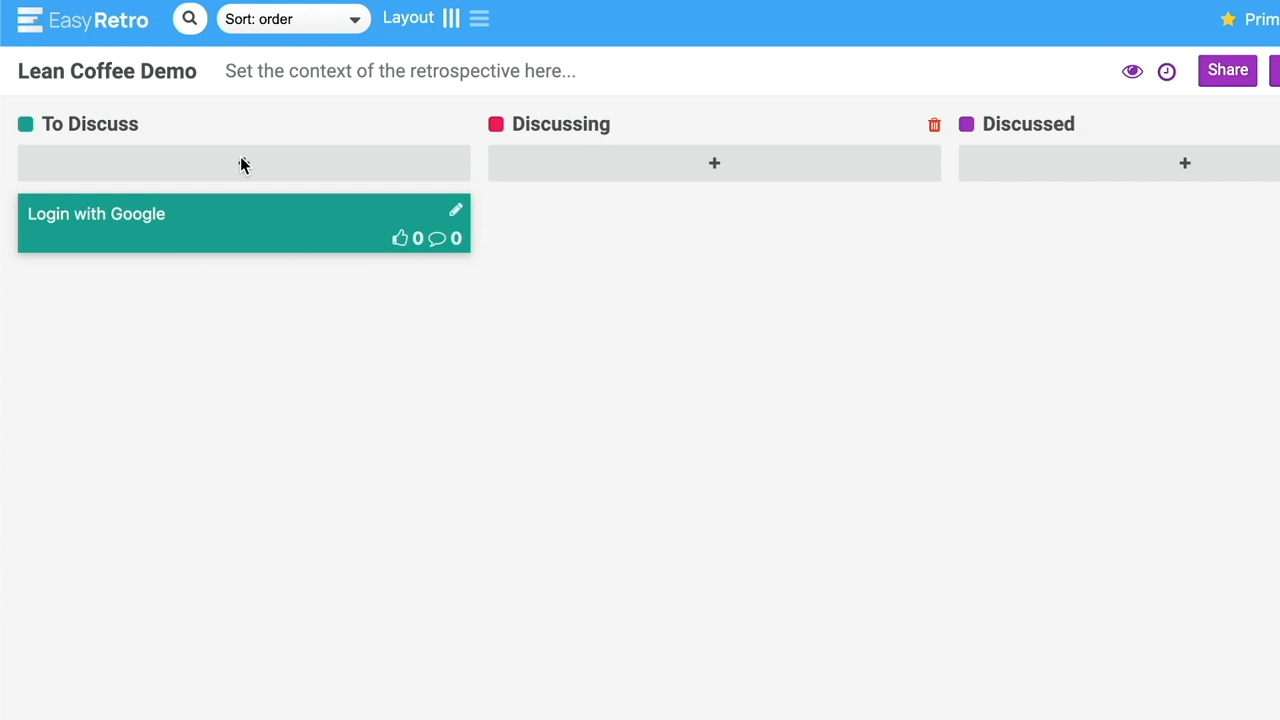 EasyRetro
Sort: order
Layout
Prim
Lean Coffee Demo
Set the context of the retrospective here...
Share
To Discuss
Discussing
Discussed
+
+
Login with Google
0
0